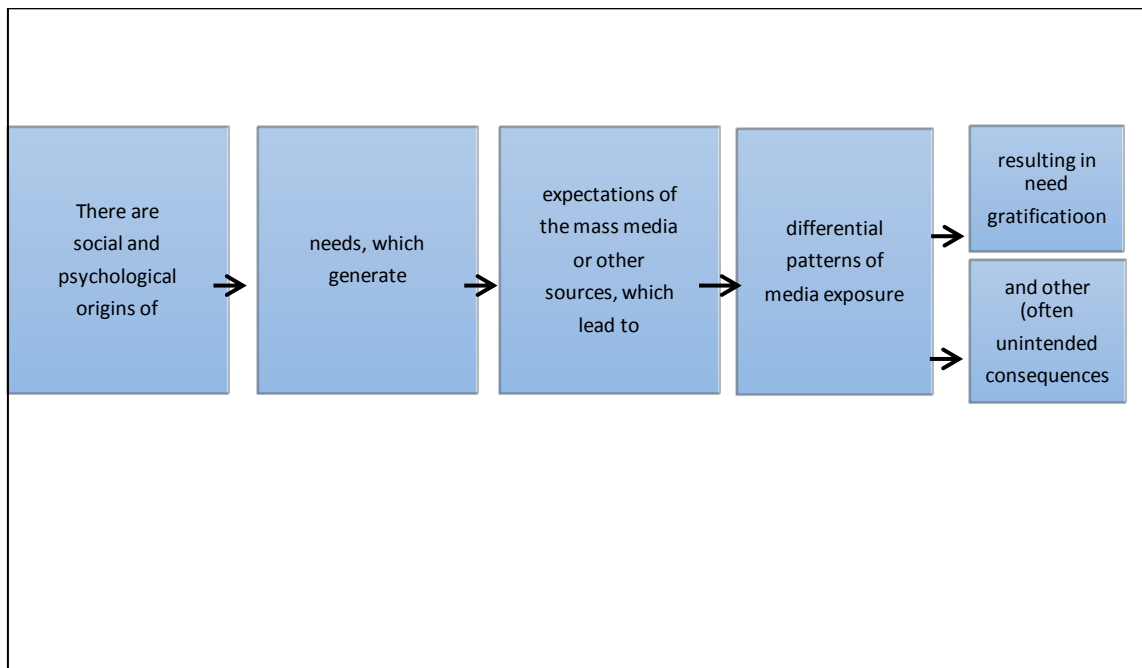 There are
social and
psychological
origins of
needs, which
generate
expectations of
the mass media
or other
sources, which
lead to
differential
patterns of
media exposure
resulting in
need
gratificatioon
and other
(often
unintended
consequences